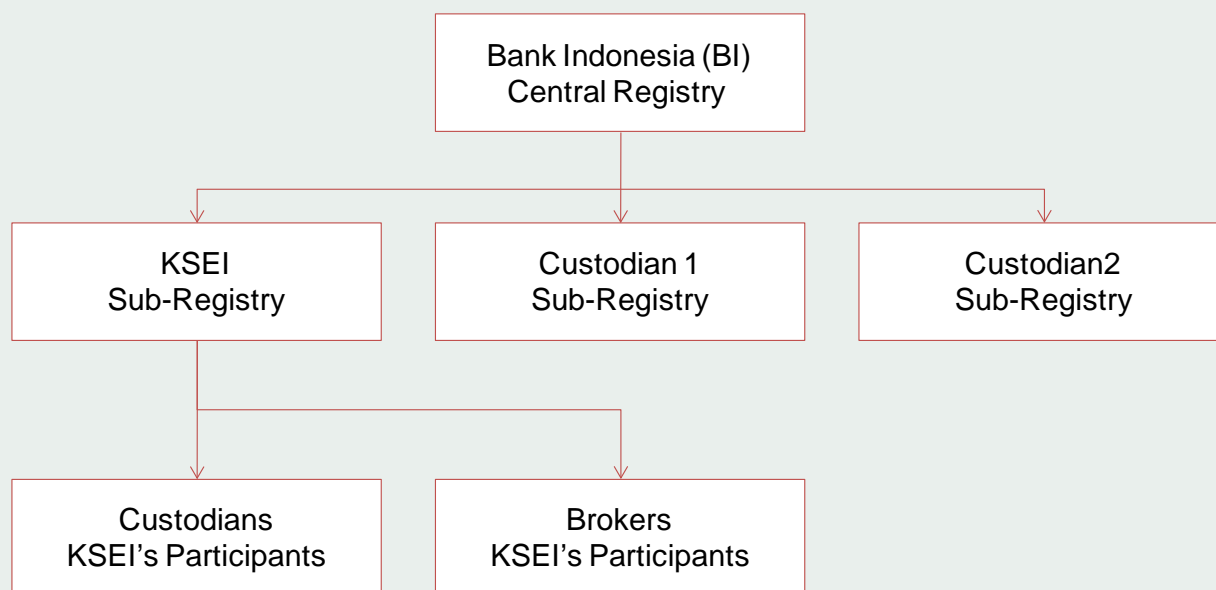 Bank Indonesia (BI)
Central Registry
KSEI
Sub-Registry
Custodian 1
Sub-Registry
Custodian2
Sub-Registry
Custodians
KSEI’s Participants
Brokers
KSEI’s Participants